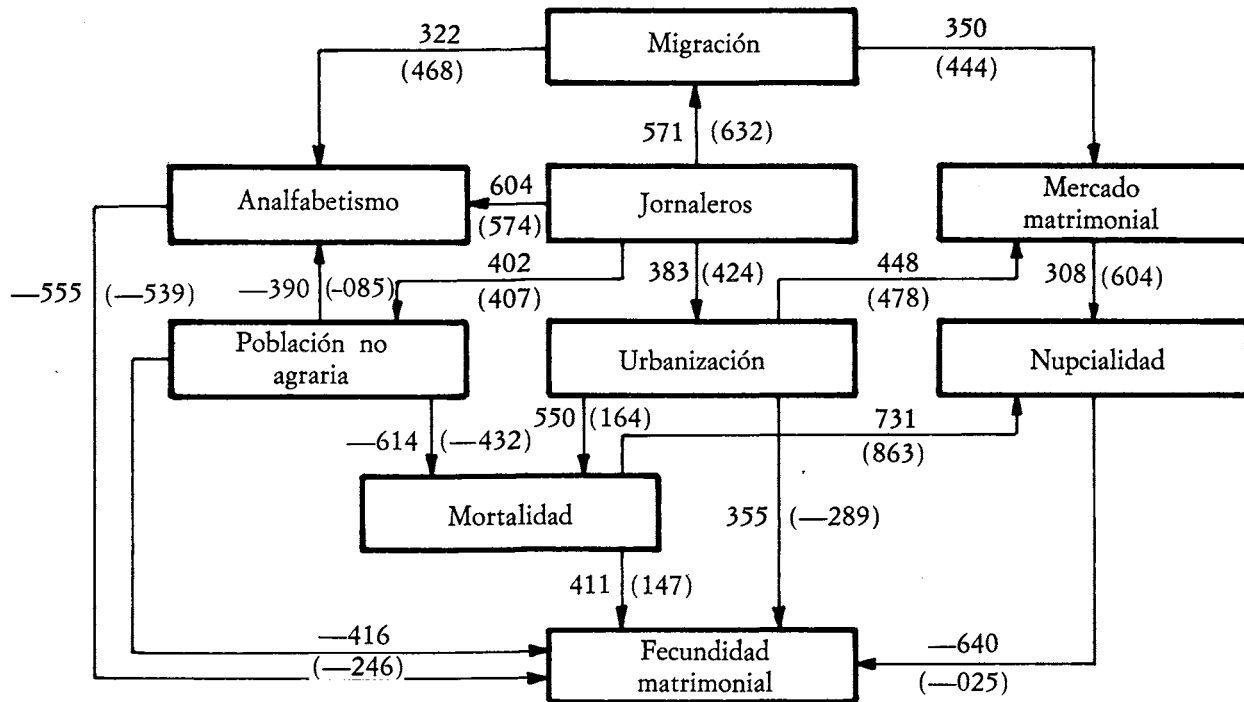 322
(468)
Migración
350
(444)
571 (632)
Analfabetismo
604
(574)
Jornaleros
Mercado
matrimonial
—555 (—539)
—390 (-085)
402
(407)
383 (424)
448
(478)
308 (604)
Población no
agraria
Urbanización
Nupcialidad
—614 (—432)
550 (164)
731
(863)
Mortalidad
355 (—289)
411 (147)
—416
(—246)
Fecundidad
matrimonial
—640
(—025)